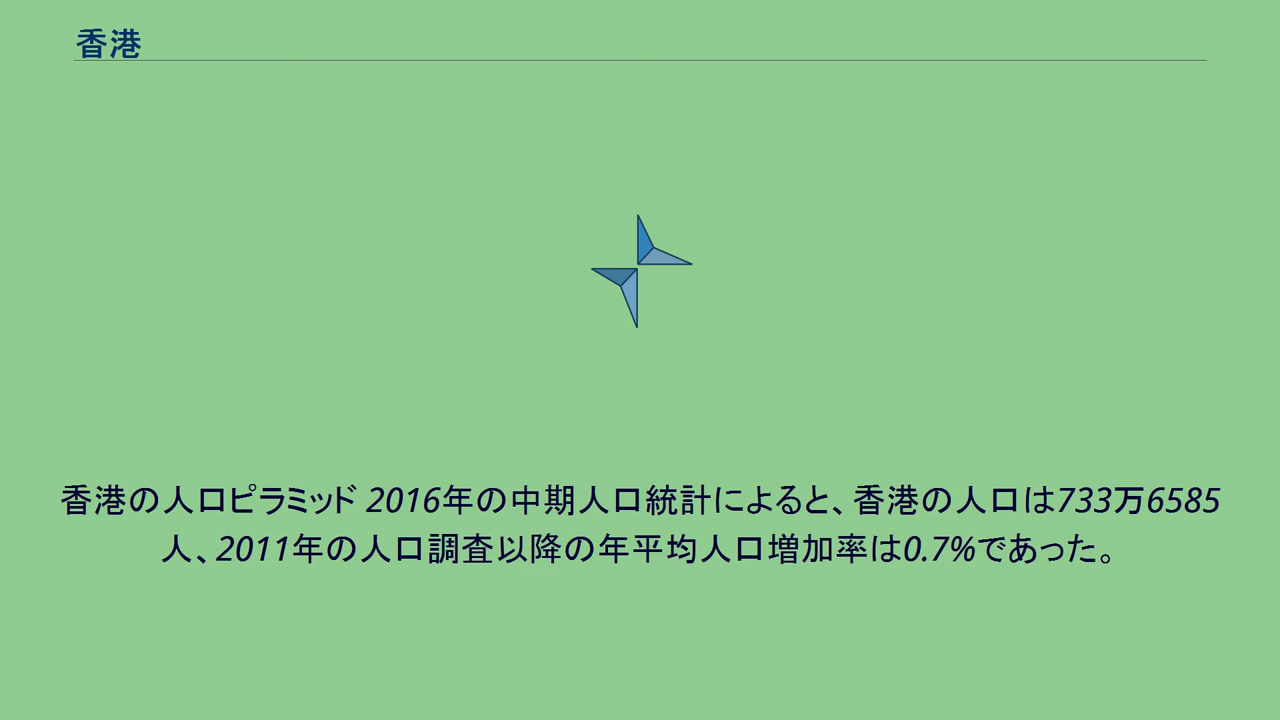 香港
香港の人口ピラミッド 2016年の中期人口統計によると、香港の人口は733万6585
人、2011年の人口調査以降の年平均人口増加率は0.7%であった。